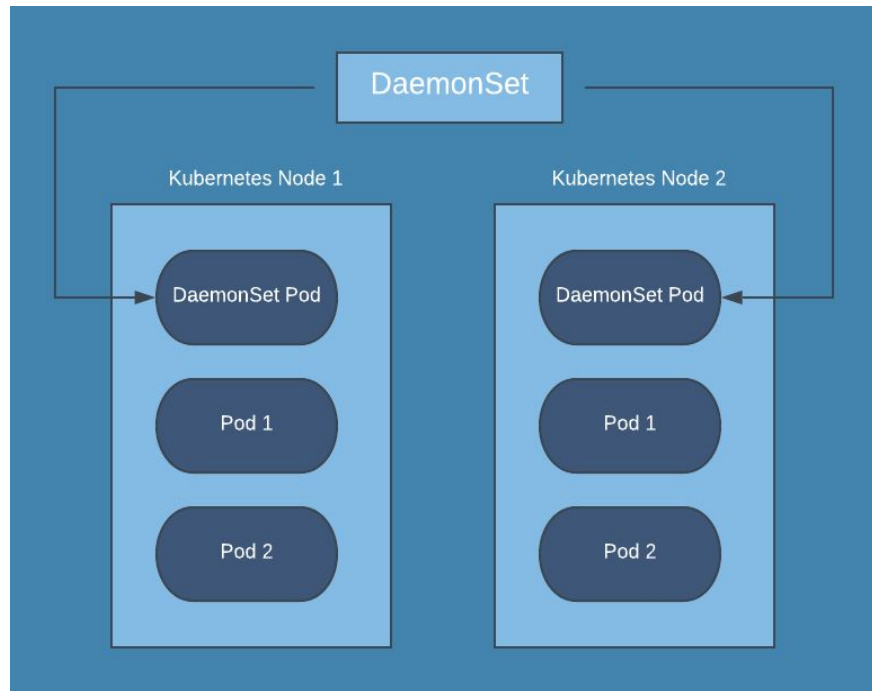 DaemonSet
Kubernetes Node 1
DaemonSet Pod
Pod 1
Pod 2
Kubernetes Node 2
DaemonSet Pod
Pod 1
Pod 2